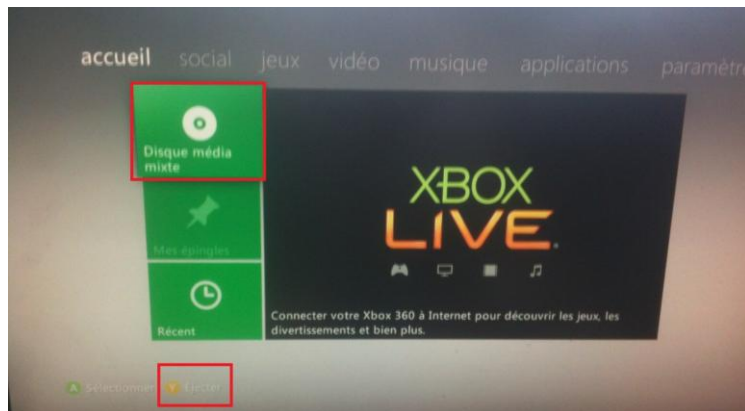 accueil social jeux vidéo musique applications paramètre
Disque média
mixte
Mes épingles
Récent
XBOX
LIVE
Connecter votre Xbox 360 à Internet pour découvrir les jeux, les
divertissements et bien plus.
A Sélectionner Y Éjecter